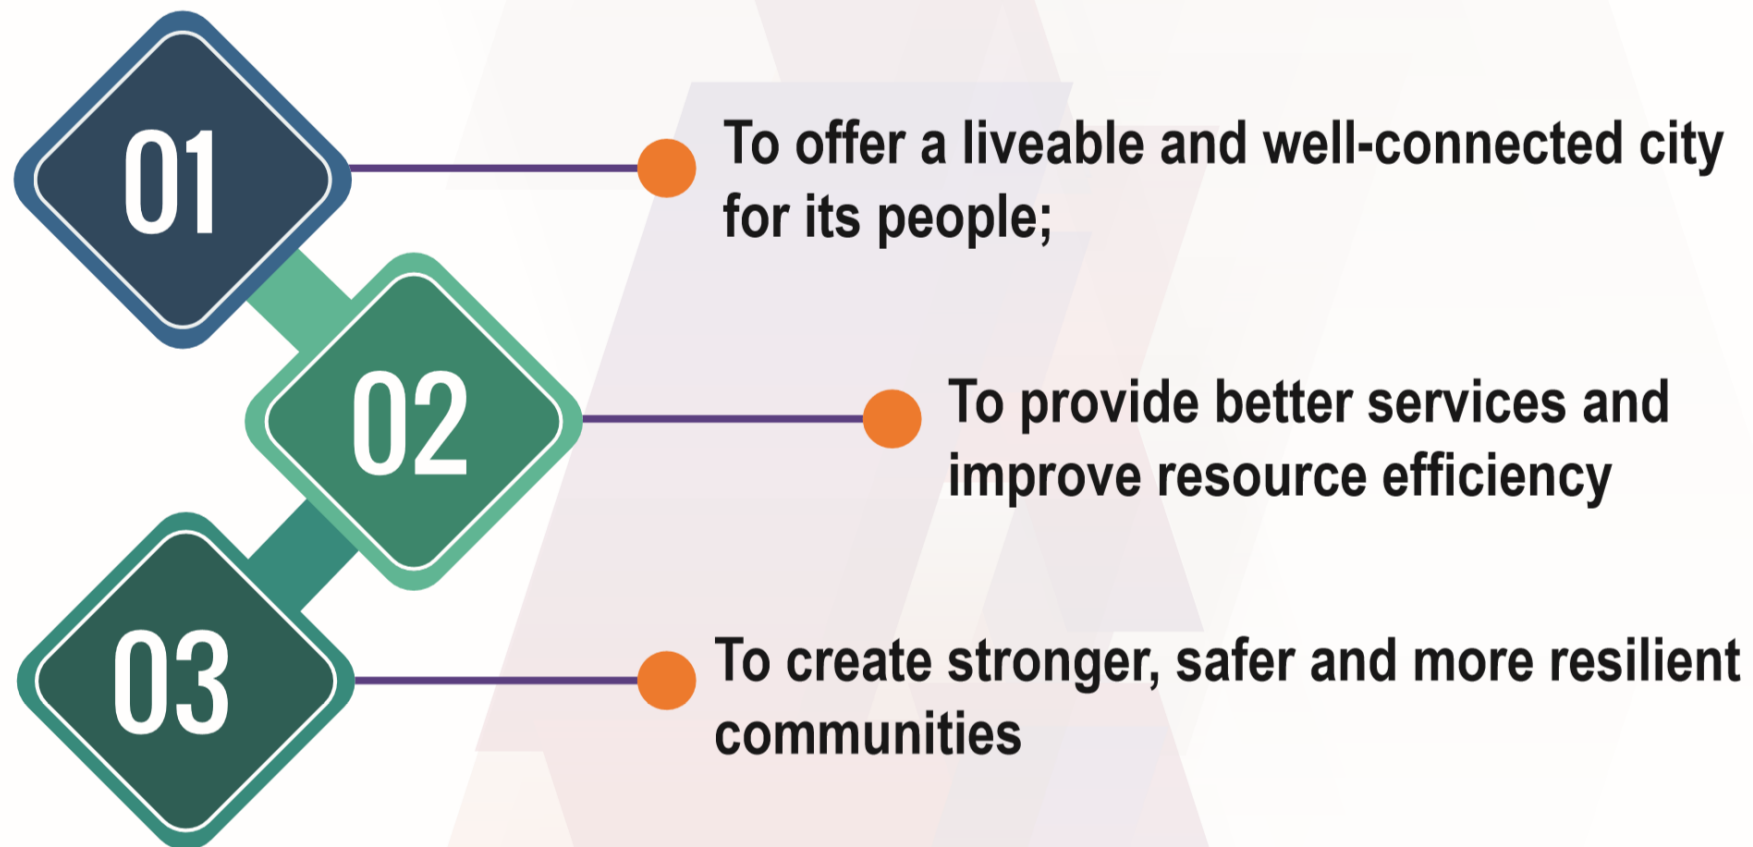 01
To offer a liveable and well-connected city
for its people;
02
To provide better services and
improve resource efficiency
03
To create stronger, safer and more resilient
communities